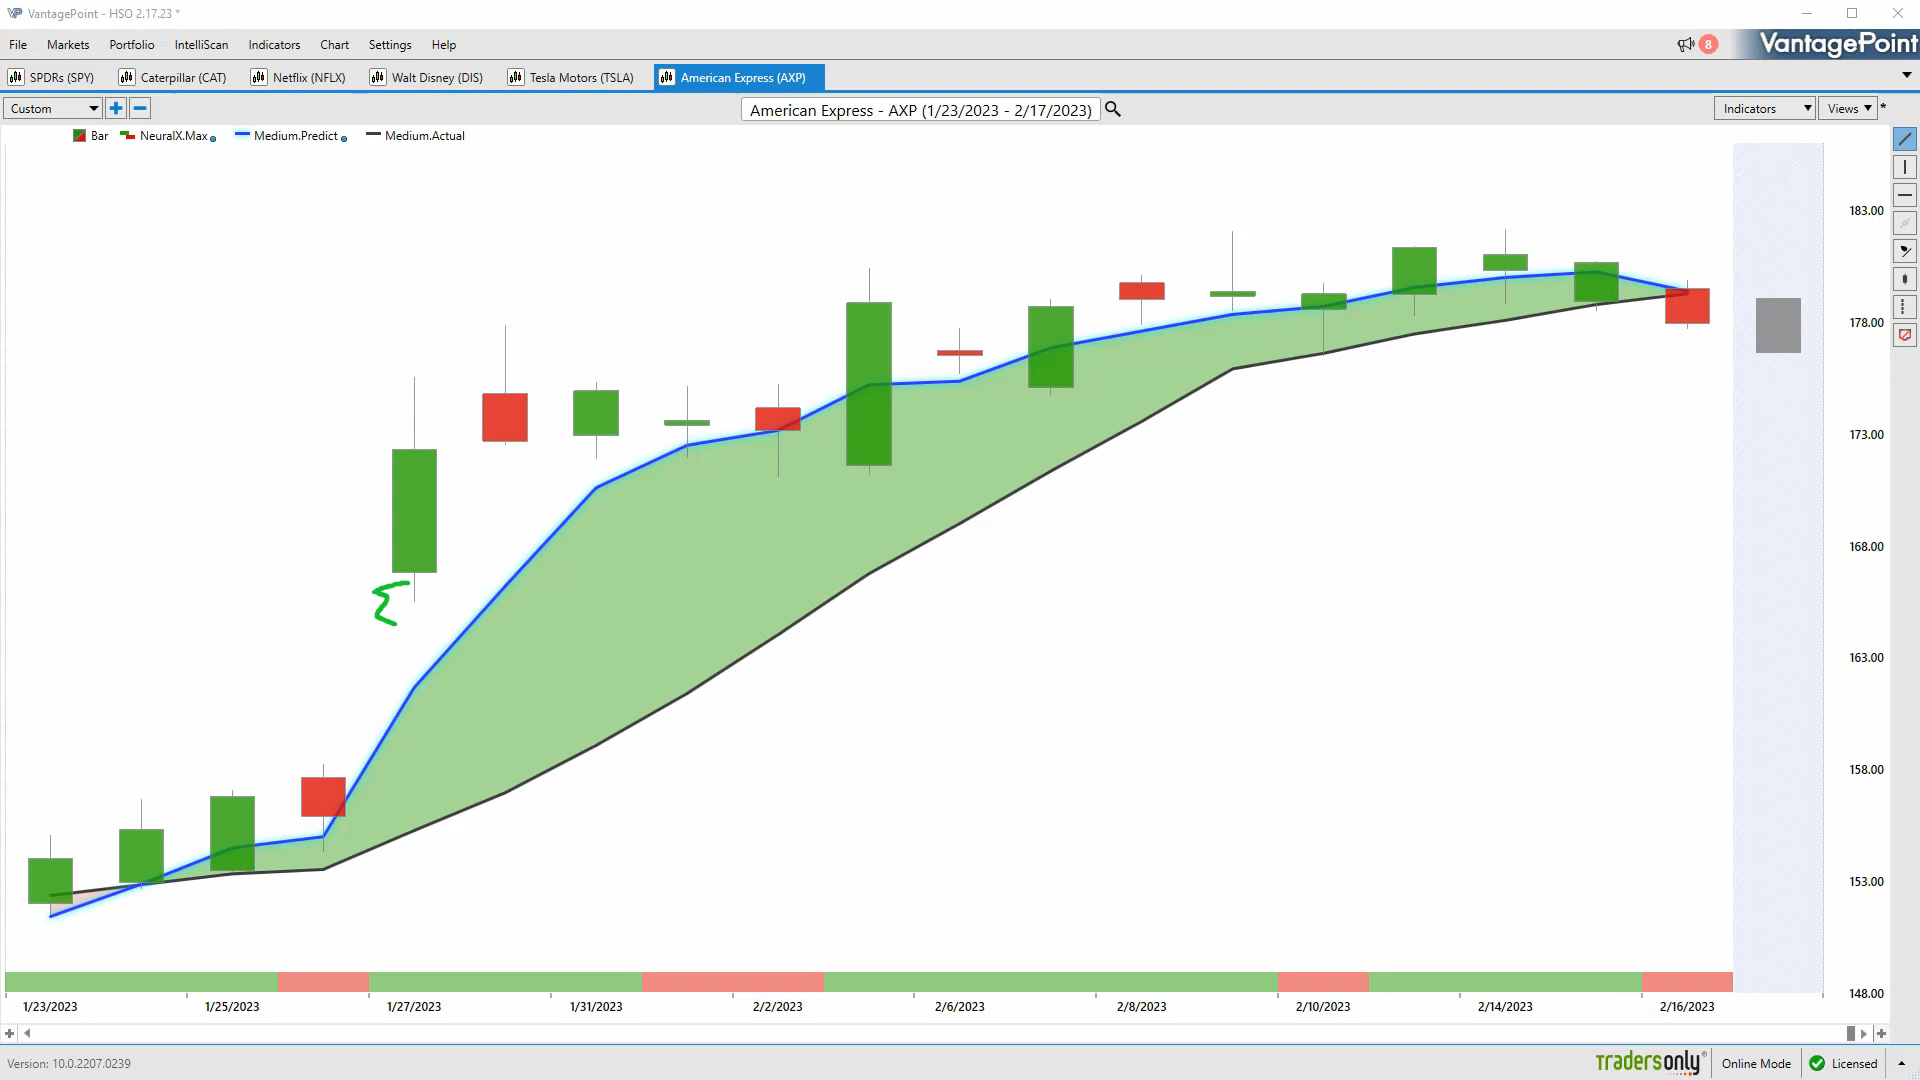 VantagePoint - HSO 2.17.23 *
File Markets Portfolio IntelliScan Indicators Chart Settings Help 8 VantagePoint
SPDRs (SPY) Caterpillar (CAT) Netflix (NFLX) Walt Disney (DIS) Tesla Motors (TSLA) American Express (AXP)
Custom American Express - AXP (1/23/2023 - 2/17/2023) Indicators Views *
Bar NeuralX.Max Medium.Predict Medium.Actual
183.00
178.00
173.00
168.00
163.00
158.00
153.00
148.00
1/23/2023 1/25/2023 1/27/2023 1/31/2023 2/2/2023 2/6/2023 2/8/2023 2/10/2023 2/14/2023 2/16/2023
Version: 10.0.2207.0239 tradersonly Online Mode Licensed